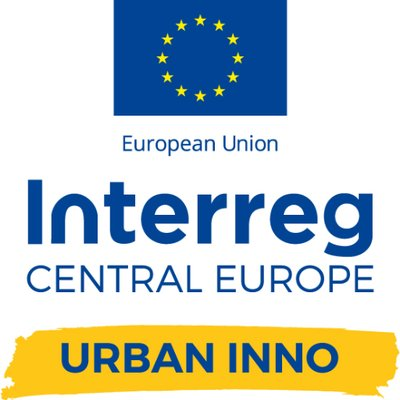 European Union
Interreg
CENTRAL EUROPE
URBAN INNO